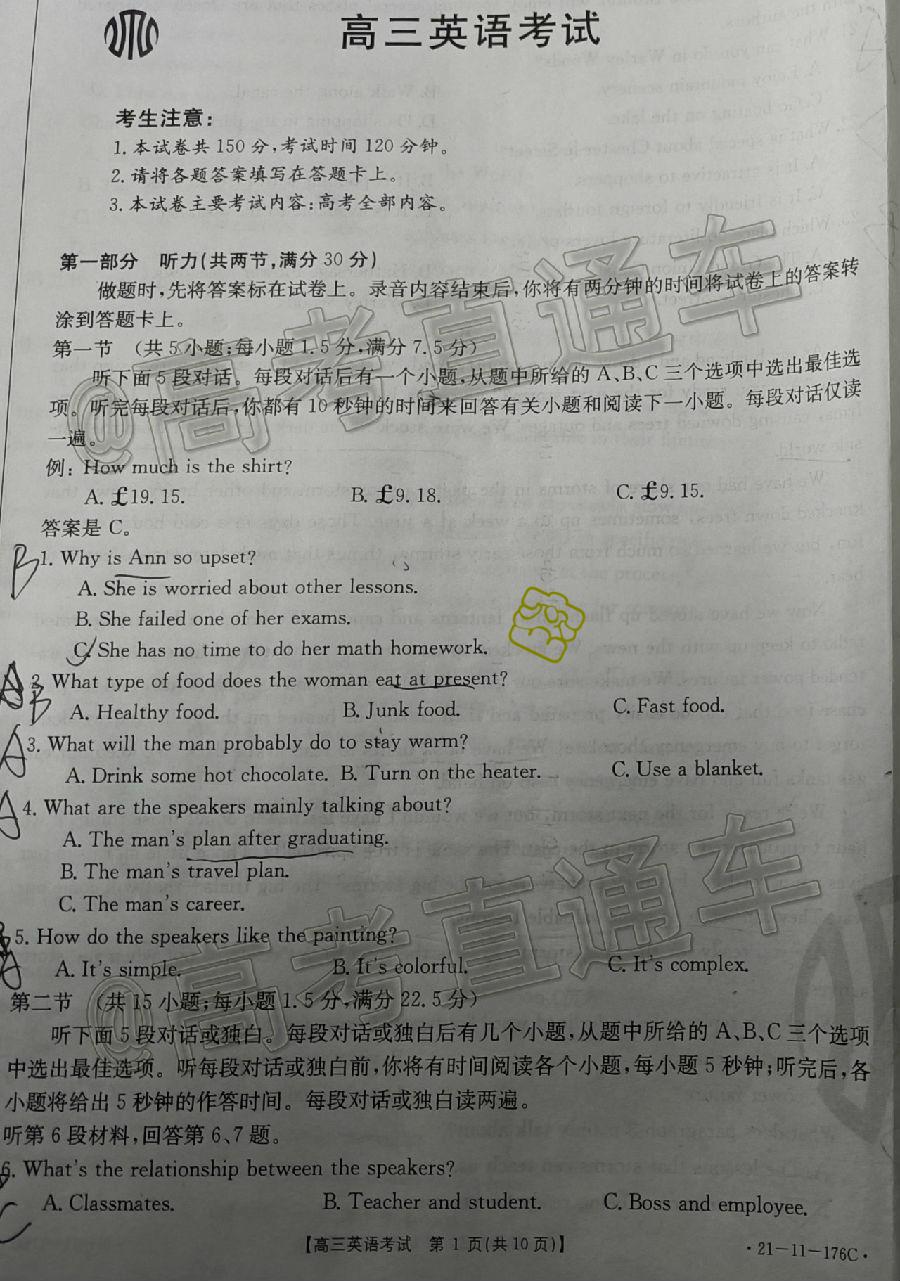 高三英语考试
考生注意:
1.本试卷共150分,考试时间120分钟。
2.请将各题答案填写在答题卡上。
3.本试卷主要考试内容:高考全部内容。
第一部分 听力(共两节,满分30分)
做题时,先将答案标在试卷上。录音内容结束后,你将有两分钟的时间将试卷上的答案转
涂到答题卡上。
第一节 (共5小题;每小题1.5分,满分7.5分)
听下面5段对话。每段对话后有一个小题,从题中所给的A、B、C三个选项中选出最佳选
项。听完每段对话后,你都有10秒钟的时间来回答有关小题和阅读下一小题。每段对话仅读
一遍。
@高考直通车
例: How much is the shirt?
A. £19.15. B. £9.18. C. £9.15.
答案是C。
B 1. Why is Ann so upset?
A. She is worried about other lessons.
B. She failed one of her exams.
C. She has no time to do her math homework.
2. What type of food does the woman eat at present?
B A. Healthy food. B. Junk food. C. Fast food.
A 3. What will the man probably do to stay warm?
A. Drink some hot chocolate. B. Turn on the heater. C. Use a blanket.
A 4. What are the speakers mainly talking about?
A. The man's plan after graduating.
B. The man's travel plan.
C. The man's career.
5. How do the speakers like the painting?
A. It's simple. B. It's colorful. C. It's complex.
@高考直通车
第二节 (共15小题;每小题1.5分,满分22.5分)
听下面5段对话或独白。每段对话或独白后有几个小题,从题中所给的A、B、C三个选项
中选出最佳选项。听每段对话或独白前,你将有时间阅读各个小题,每小题5秒钟;听完后,各
小题将给出5秒钟的作答时间。每段对话或独白读两遍。
听第6段材料,回答第6、7题。
6. What's the relationship between the speakers?
A. Classmates. B. Teacher and student. C. Boss and employee.
【高三英语考试 第1页(共10页)】
·21-11-176C·